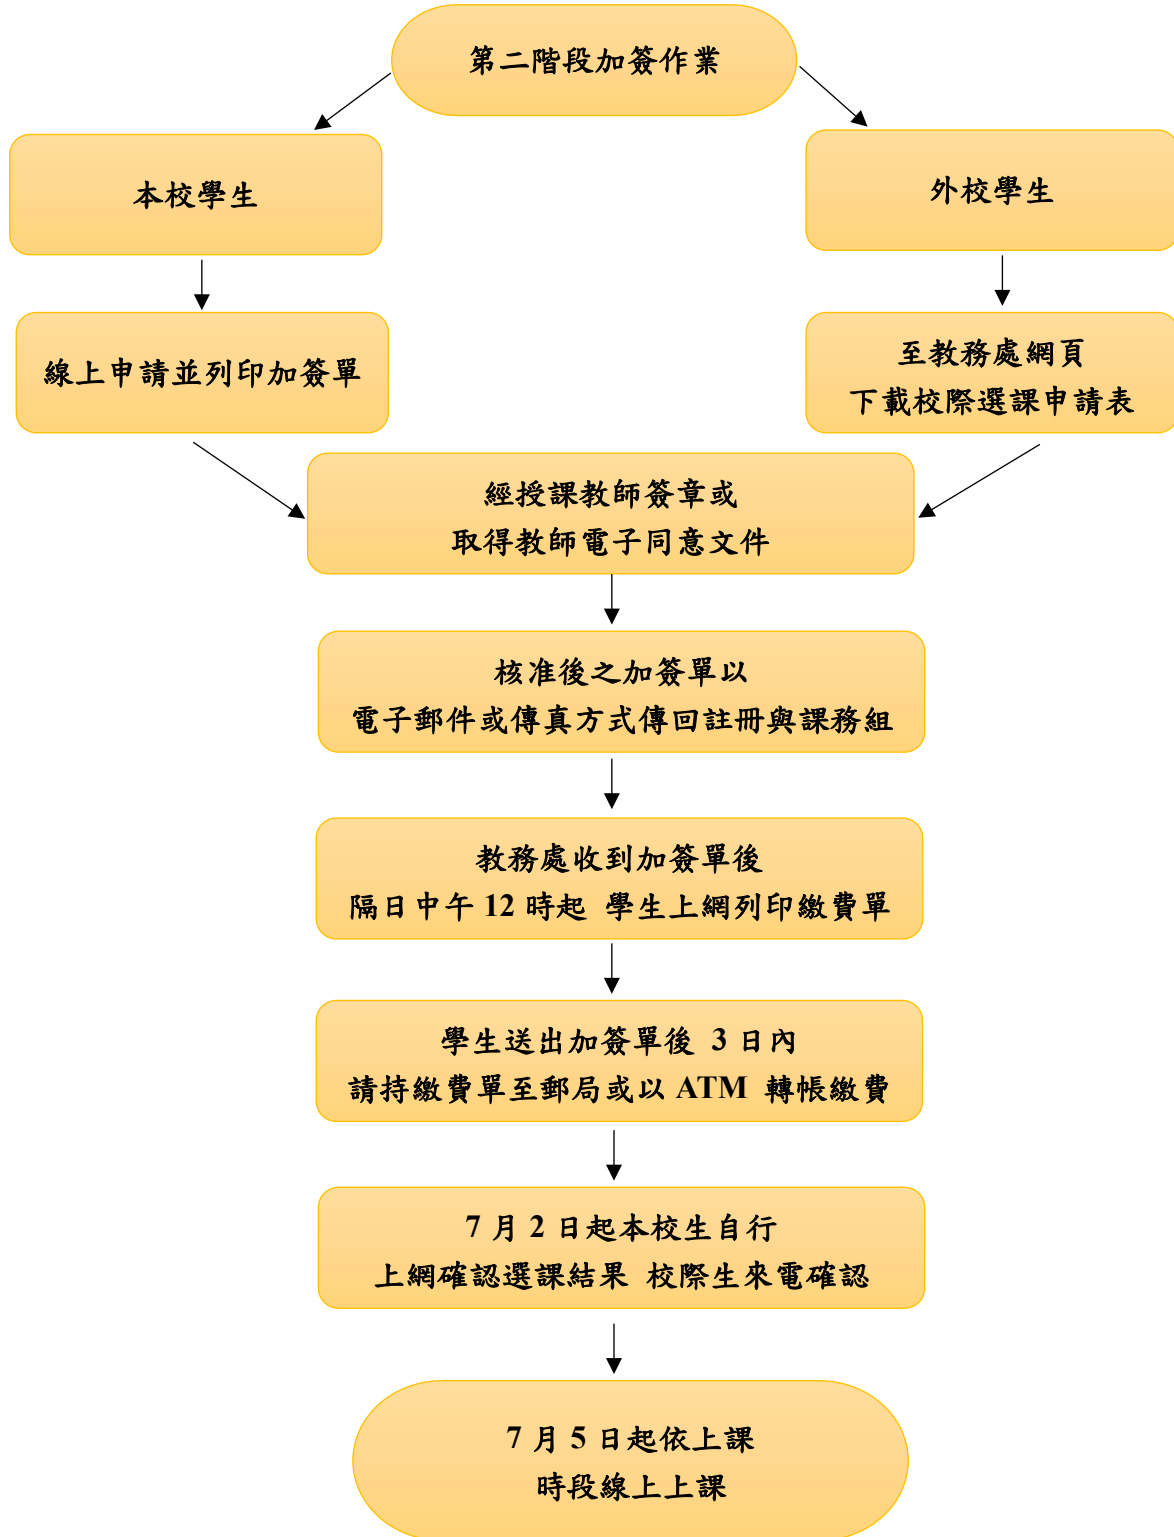 第二階段加簽作業
本校學生
外校學生
線上申請並列印加簽單
至教務處網頁
下載校際選課申請表
經授課教師簽章或
取得教師電子同意文件
核准後之加簽單以
電子郵件或傳真方式傳回註冊與課務組
教務處收到加簽單後
隔日中午 12 時起 學生上網列印繳費單
學生送出加簽單後 3 日內
請持繳費單至郵局或以 ATM 轉帳繳費
7 月 2 日起本校生自行
上網確認選課結果 校際生來電確認
7 月 5 日起依上課
時段線上上課